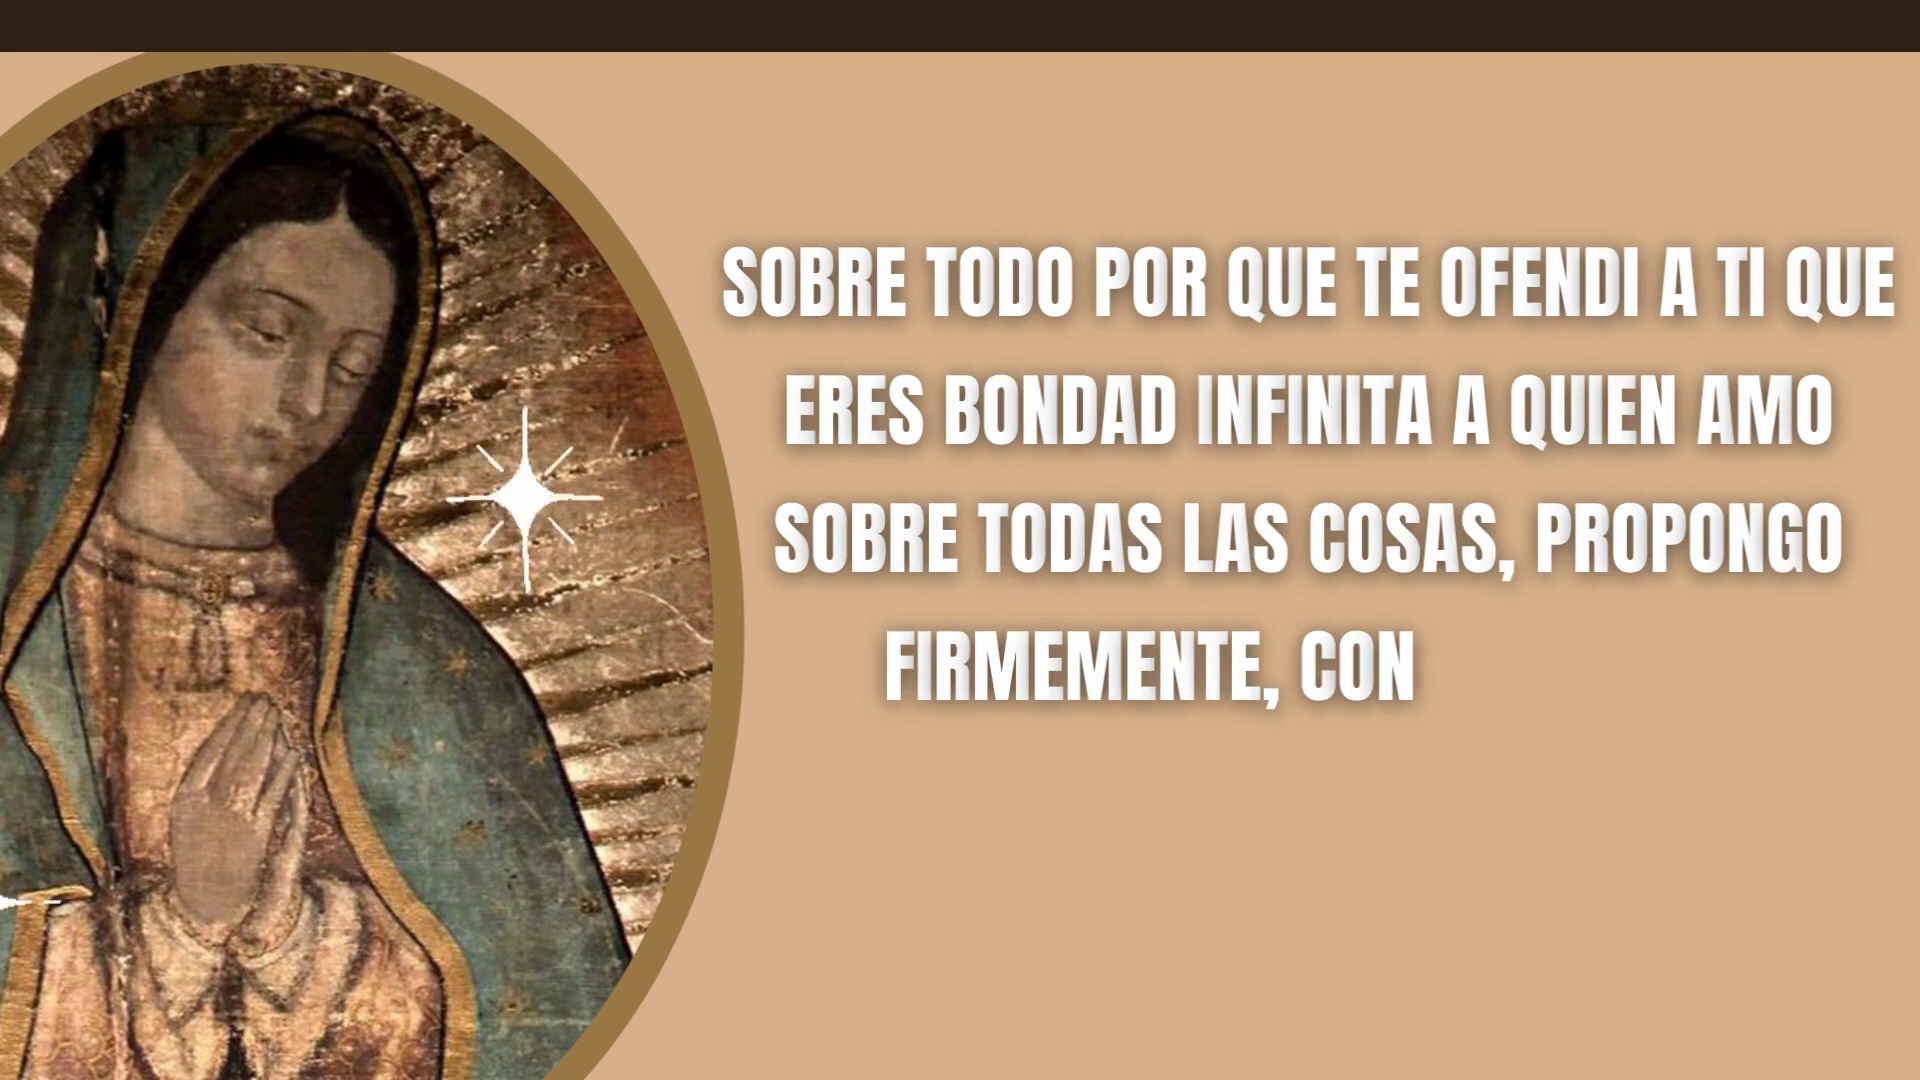 SOBRE TODO POR QUE TE OFENDI A TI QUE
ERES BONDAD INFINITA A QUIEN AMO
SOBRE TODAS LAS COSAS, PROPONGO
FIRMEMENTE, CON